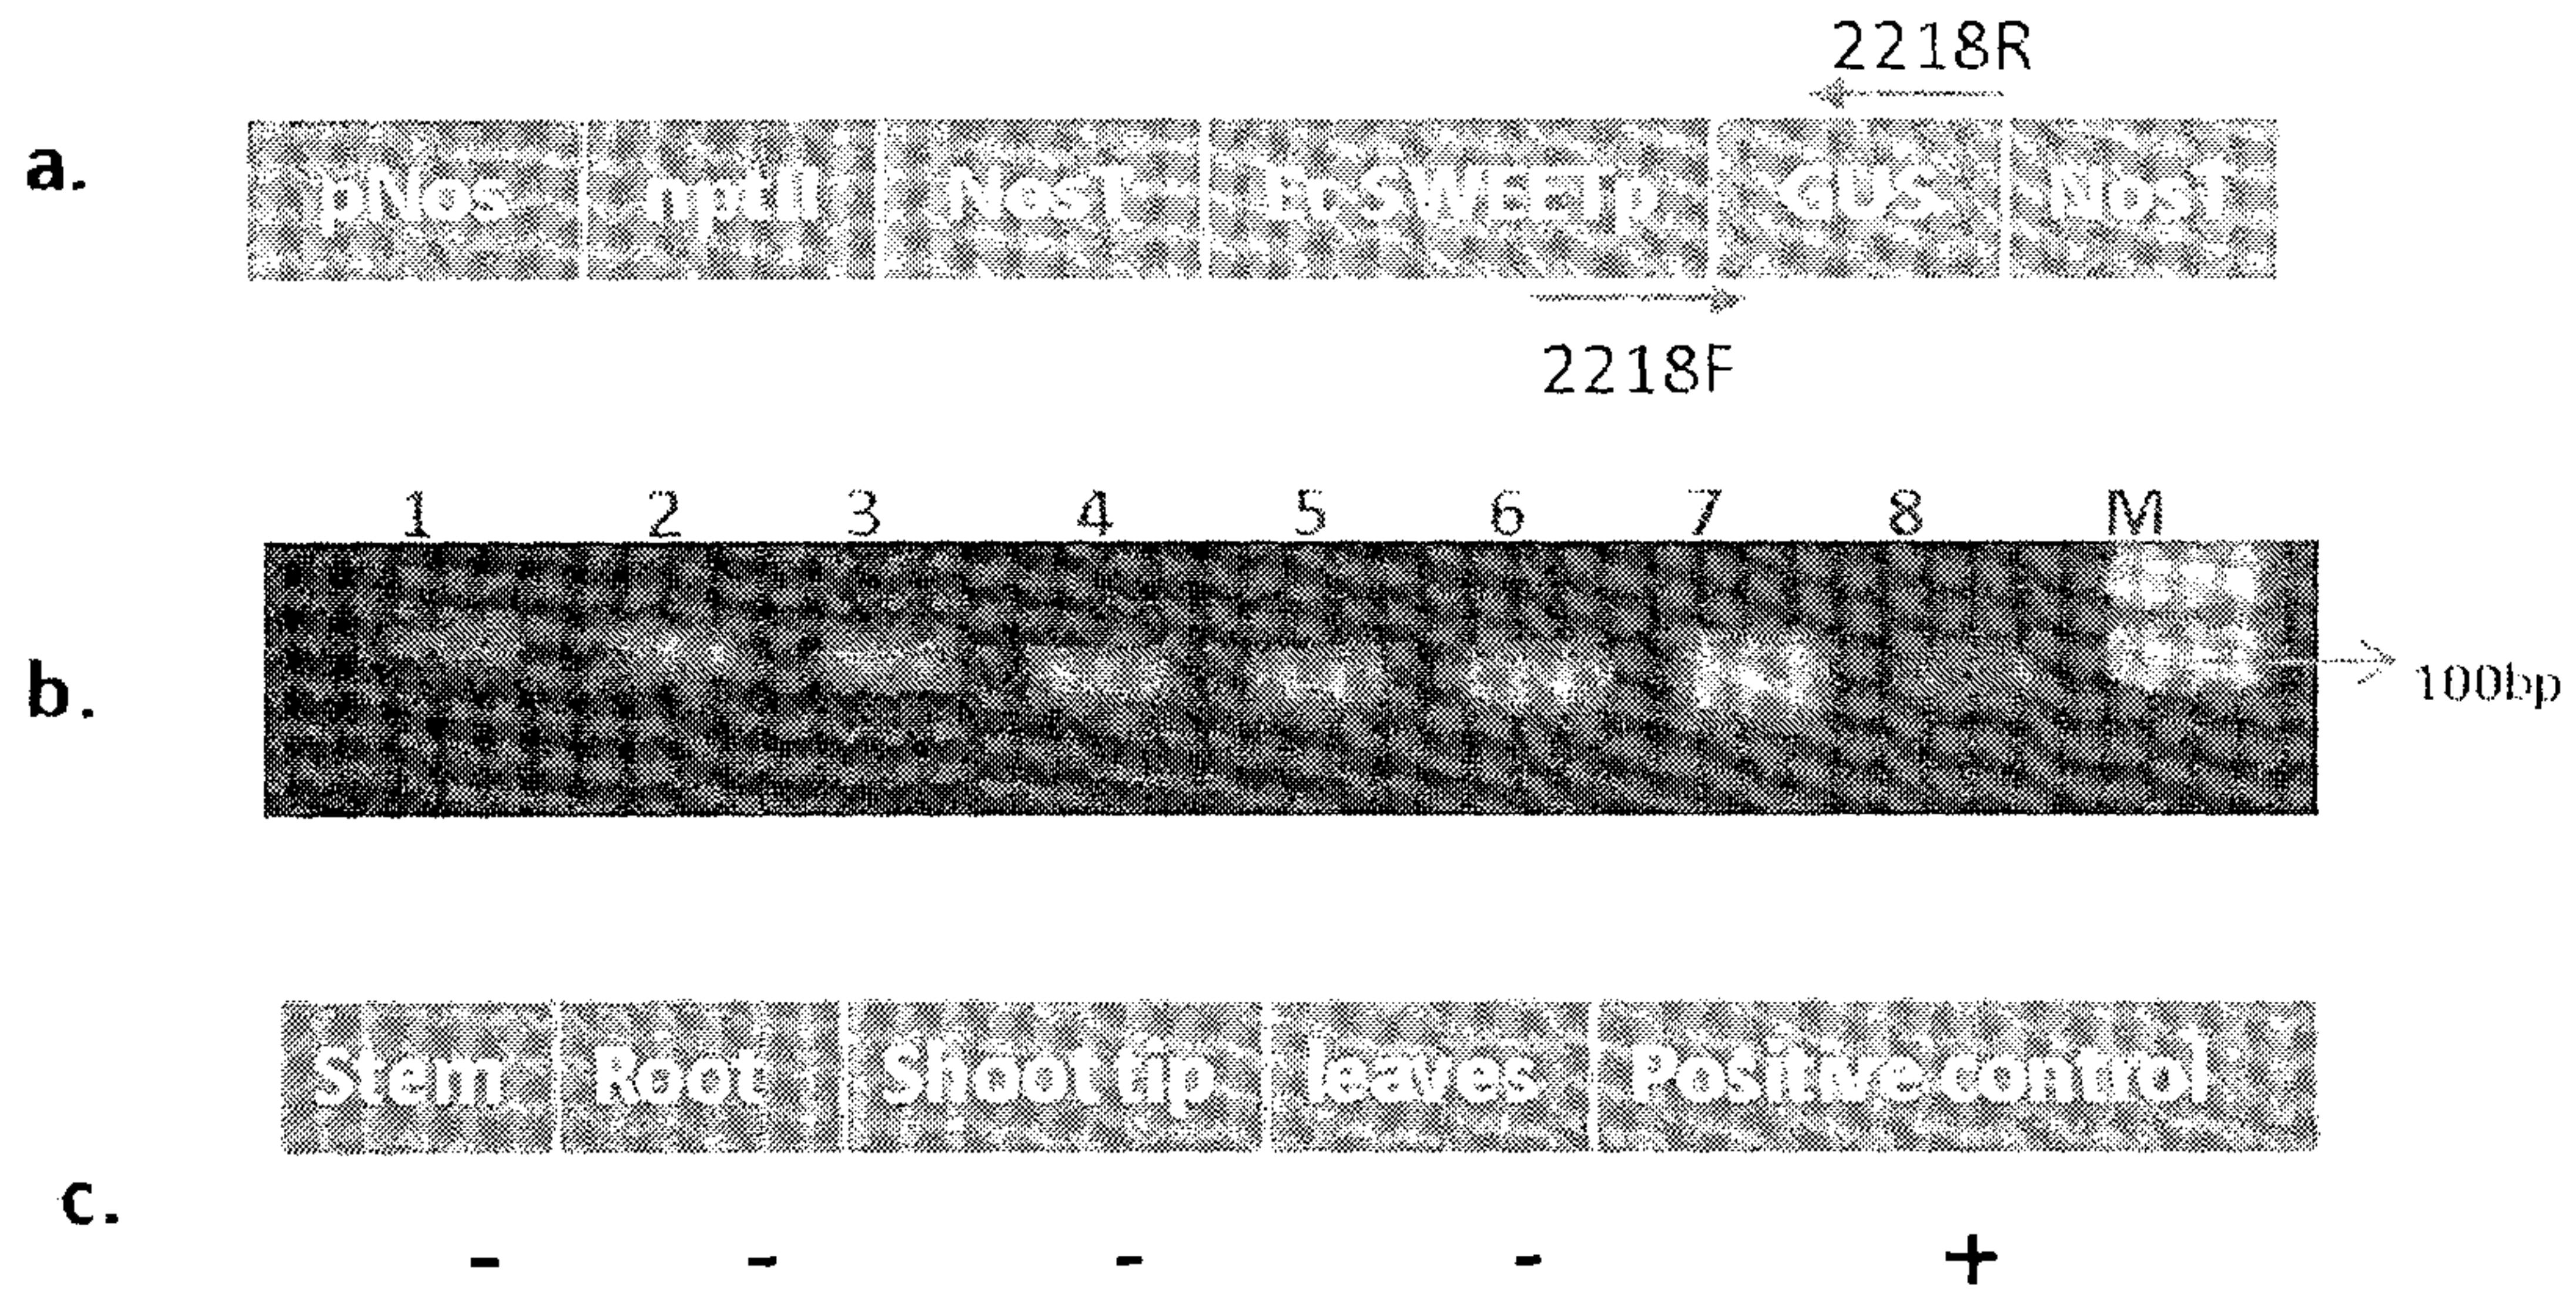 2218R
a.
pNos nptII NosT EcSWEETp GUS NosT
2218F
1 2 3 4 5 6 7 8 M
b.
100bp
Stem Root Shoot tip leaves Positive control
c.
- - - - +